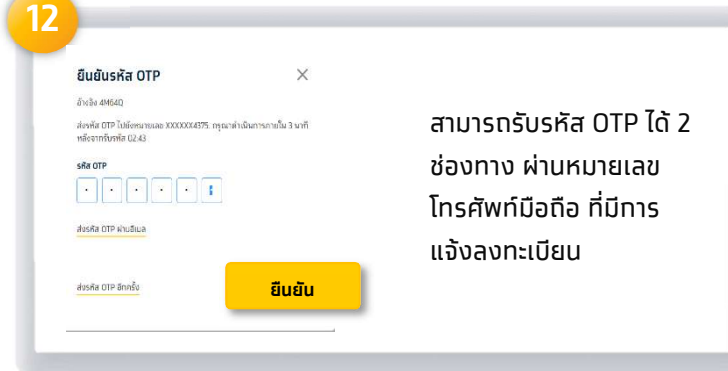 12
ยืนยันรหัส OTP
อ้างอิง 4M64Q
ส่งรหัส OTP ไปยังหมายเลข XXXXXX4375. กรุณาดำเนินการภายใน 3 นาที
หลังจากรับรหัส 02:43
รหัส OTP
ส่งรหัส OTP ผ่านอีเมล
ส่งรหัส OTP อีกครั้ง
ยืนยัน
สามารถรับรหัส OTP ได้ 2
ช่องทาง ผ่านหมายเลข
โทรศัพท์มือถือ ที่มีการ
แจ้งลงทะเบียน